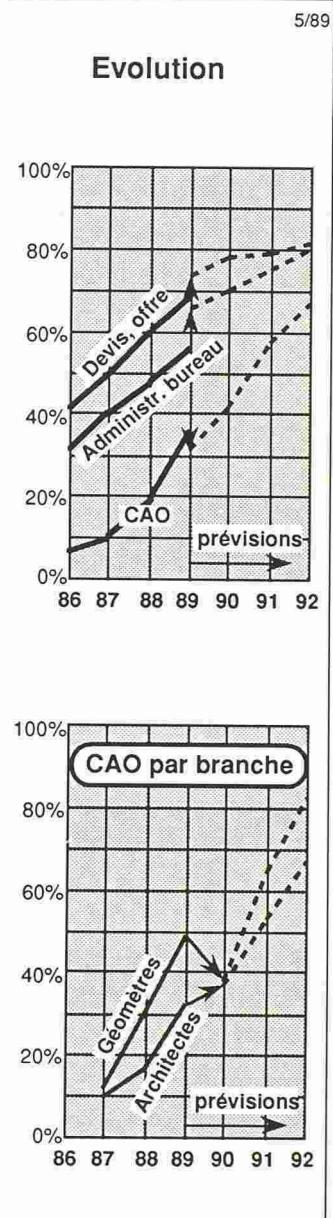 5/89
Evolution
100%
80%
60%
40%
20%
0%
Devis, offre
Administr. bureau
CAO
prévisions
86 87 88 89 90 91 92
100%
CAO par branche
80%
60%
40%
20%
0%
Géomètres
Architectes
prévisions
86 87 88 89 90 91 92